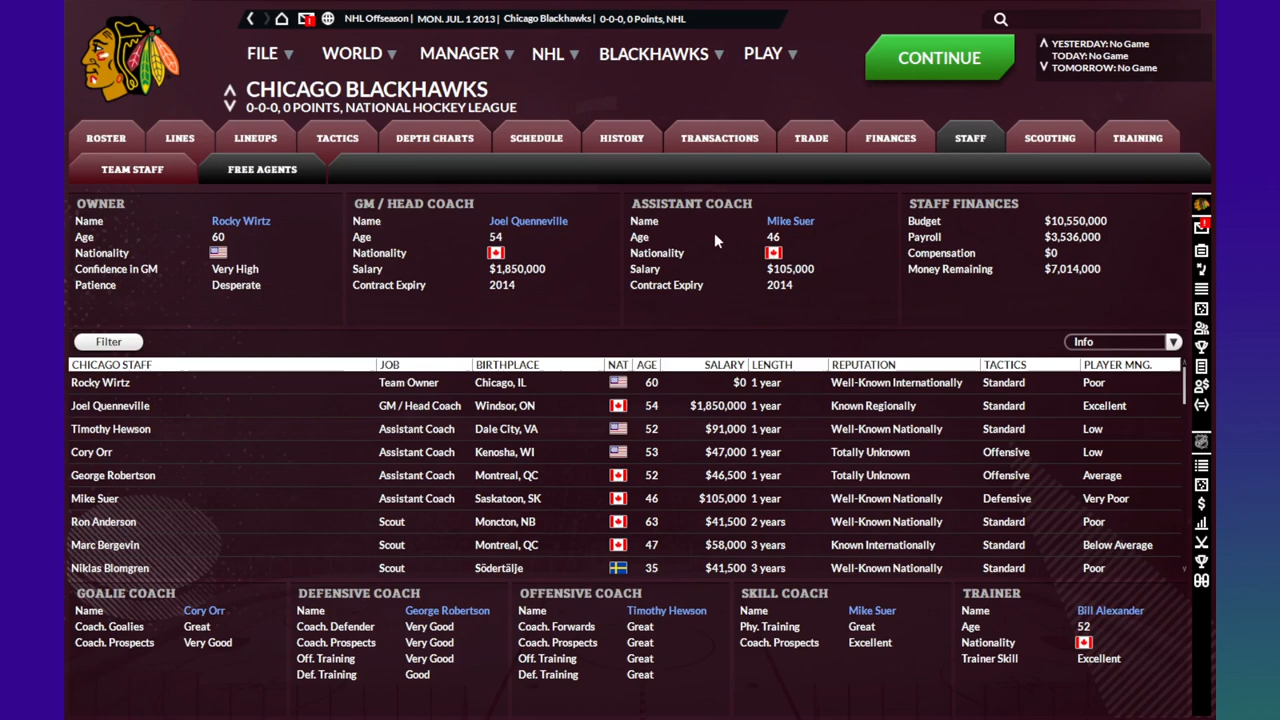 NHL Offseason | MON. JUL. 1 2013 | Chicago Blackhawks | 0-0-0, 0 Points, NHL
FILE WORLD MANAGER NHL BLACKHAWKS PLAY
CONTINUE
YESTERDAY: No Game
TODAY: No Game
TOMORROW: No Game
CHICAGO BLACKHAWKS
0-0-0, 0 POINTS, NATIONAL HOCKEY LEAGUE
ROSTER LINES LINEUPS TACTICS DEPTH CHARTS SCHEDULE HISTORY TRANSACTIONS TRADE FINANCES STAFF SCOUTING TRAINING
TEAM STAFF FREE AGENTS
OWNER
Name Rocky Wirtz
Age 60
Nationality
Confidence in GM Very High
Patience Desperate
GM / HEAD COACH
Name Joel Quenneville
Age 54
Nationality
Salary $1,850,000
Contract Expiry 2014
ASSISTANT COACH
Name Mike Suer
Age 46
Nationality
Salary $105,000
Contract Expiry 2014
STAFF FINANCES
Budget $10,550,000
Payroll $3,536,000
Compensation $0
Money Remaining $7,014,000
Filter Info
CHICAGO STAFF JOB BIRTHPLACE NAT AGE SALARY LENGTH REPUTATION TACTICS PLAYER MNG.
Rocky Wirtz Team Owner Chicago, IL 60 $0 1 year Well-Known Internationally Standard Poor
Joel Quenneville GM / Head Coach Windsor, ON 54 $1,850,000 1 year Known Regionally Standard Excellent
Timothy Hewson Assistant Coach Dale City, VA 52 $91,000 1 year Well-Known Nationally Standard Low
Cory Orr Assistant Coach Kenosha, WI 53 $47,000 1 year Totally Unknown Offensive Low
George Robertson Assistant Coach Montreal, QC 52 $46,500 1 year Totally Unknown Offensive Average
Mike Suer Assistant Coach Saskatoon, SK 46 $105,000 1 year Well-Known Nationally Defensive Very Poor
Ron Anderson Scout Moncton, NB 63 $41,500 2 years Well-Known Nationally Standard Poor
Marc Bergevin Scout Montreal, QC 47 $58,000 3 years Known Internationally Standard Below Average
Niklas Blomgren Scout Södertälje 35 $41,500 3 years Well-Known Nationally Standard Poor
GOALIE COACH
Name Cory Orr
Coach. Goalies Great
Coach. Prospects Very Good
DEFENSIVE COACH
Name George Robertson
Coach. Defender Very Good
Coach. Prospects Very Good
Off. Training Very Good
Def. Training Good
OFFENSIVE COACH
Name Timothy Hewson
Coach. Forwards Great
Coach. Prospects Great
Off. Training Great
Def. Training Great
SKILL COACH
Name Mike Suer
Phy. Training Great
Coach. Prospects Excellent
TRAINER
Name Bill Alexander
Age 52
Nationality
Trainer Skill Excellent